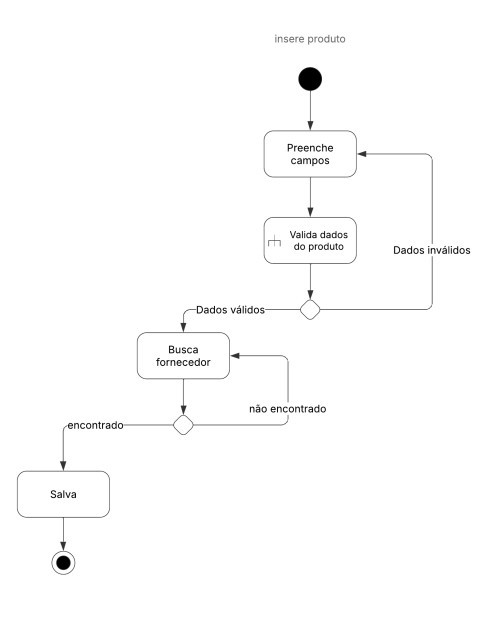 insere produto
Preenche
campos
Valida dados
do produto
Dados inválidos
Dados válidos
Busca
fornecedor
não encontrado
encontrado
Salva